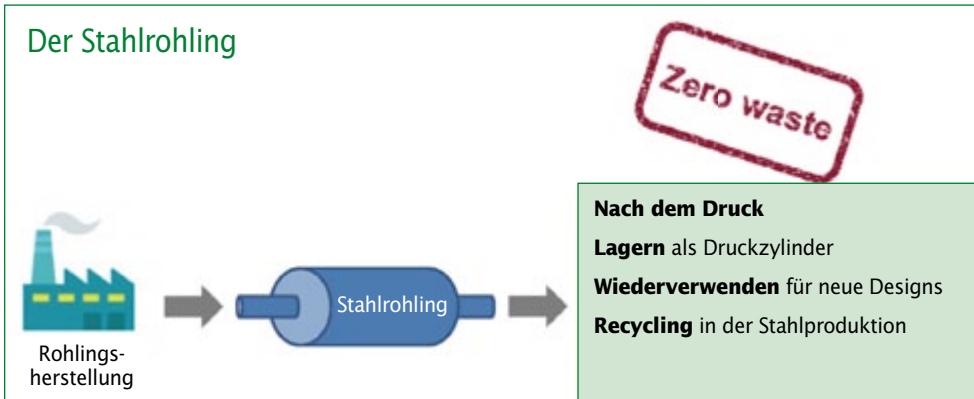 Der Stahlrohling
Zero waste
Rohlings-
herstellung
Stahlrohling
Nach dem Druck
Lagern als Druckzylinder
Wiederverwenden für neue Designs
Recycling in der Stahlproduktion